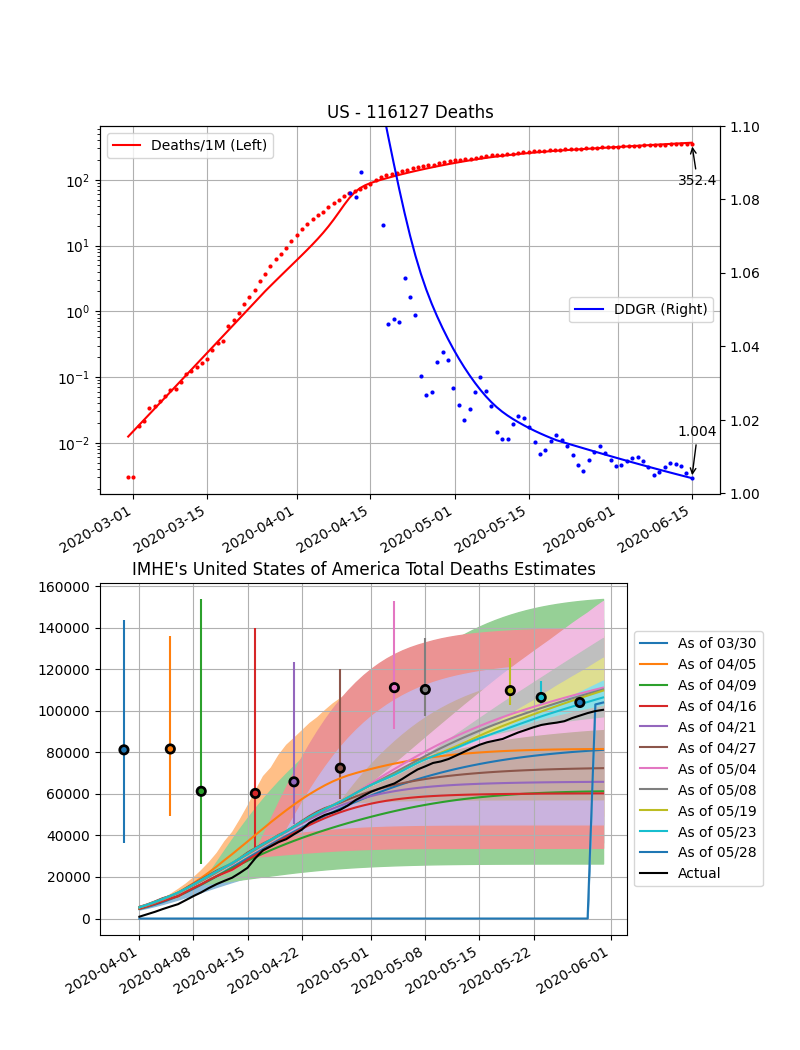 US - 116127 Deaths
Deaths/1M (Left)
DDGR (Right)
352.4
1.004
10²
10¹
10⁰
10⁻¹
10⁻²
1.10
1.08
1.06
1.04
1.02
1.00
2020-03-01
2020-03-15
2020-04-01
2020-04-15
2020-05-01
2020-05-15
2020-06-01
2020-06-15
IMHE's United States of America Total Deaths Estimates
160000
140000
120000
100000
80000
60000
40000
20000
0
2020-04-01
2020-04-08
2020-04-15
2020-04-22
2020-05-01
2020-05-08
2020-05-15
2020-05-22
2020-06-01
As of 03/30
As of 04/05
As of 04/09
As of 04/16
As of 04/21
As of 04/27
As of 05/04
As of 05/08
As of 05/19
As of 05/23
As of 05/28
Actual